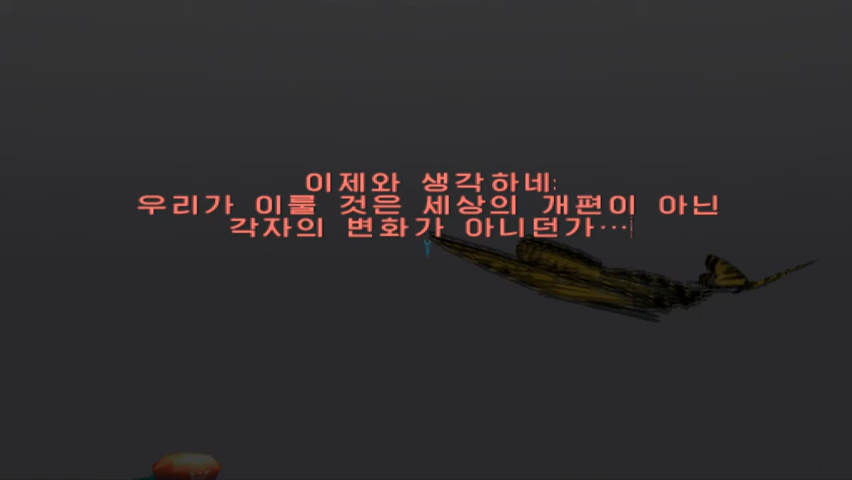 이제와 생각하네:
우리가 이룰 것은 세상의 개편이 아닌
각자의 변화가 아니던가…